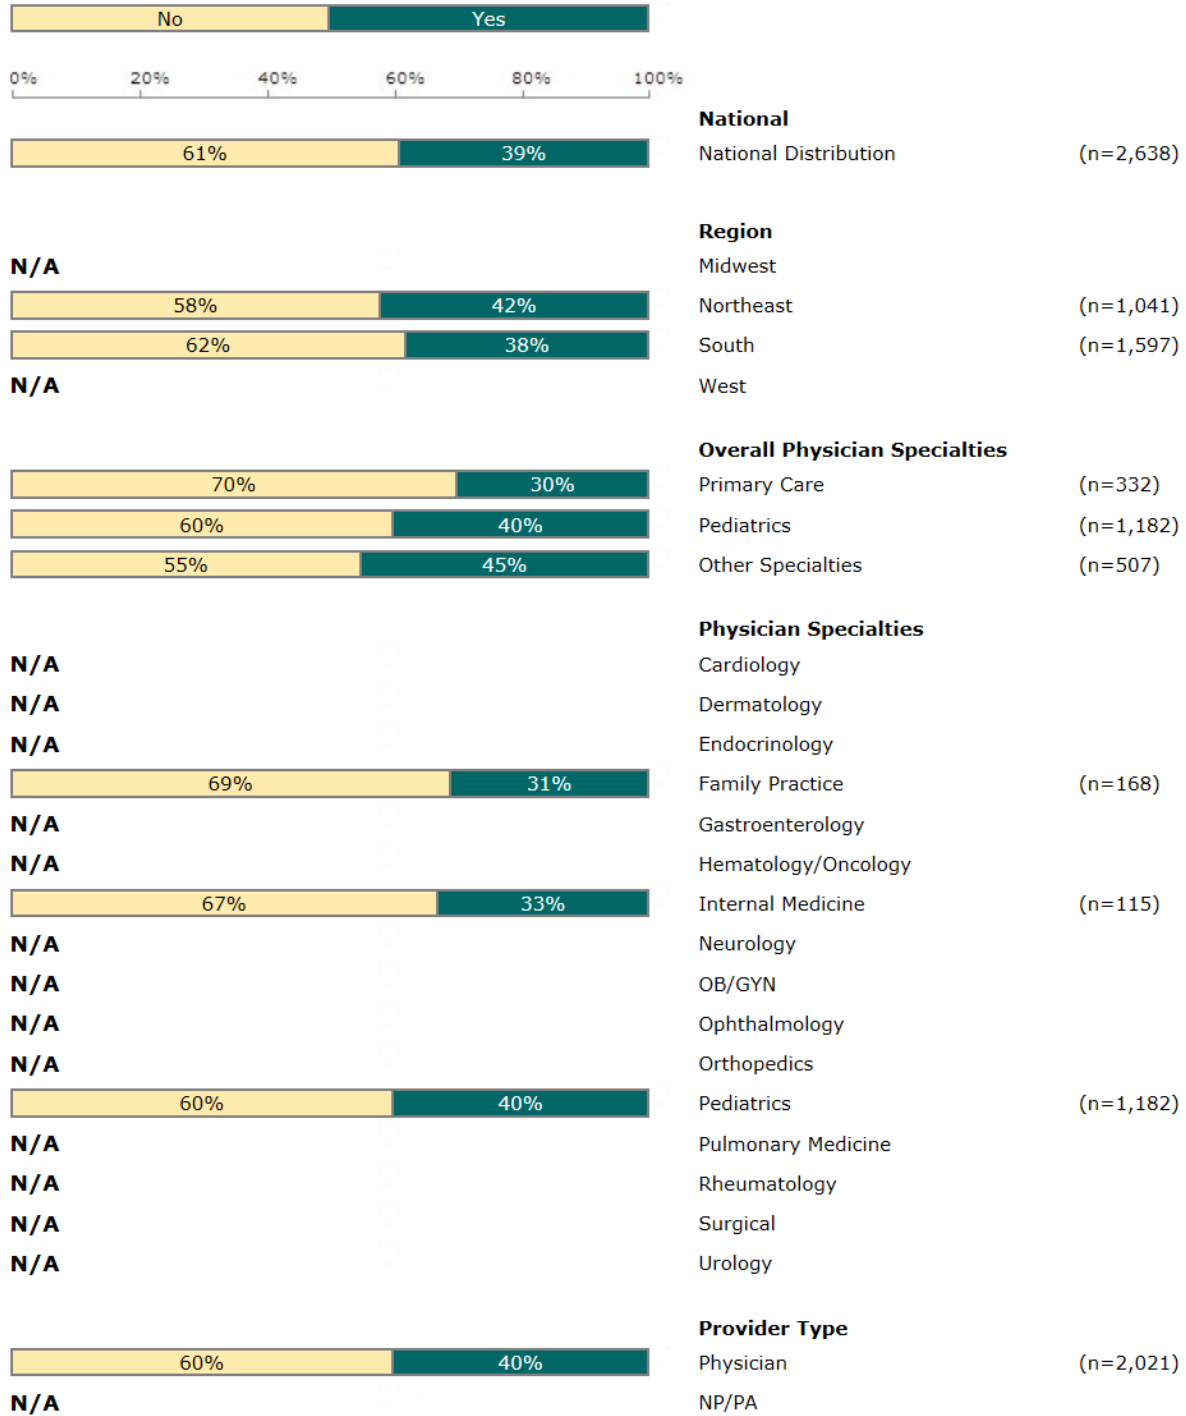 No Yes
0% 20% 40% 60% 80% 100%
National
61% 39% National Distribution (n=2,638)
Region
N/A Midwest
58% 42% Northeast (n=1,041)
62% 38% South (n=1,597)
N/A West
Overall Physician Specialties
70% 30% Primary Care (n=332)
60% 40% Pediatrics (n=1,182)
55% 45% Other Specialties (n=507)
Physician Specialties
N/A Cardiology
N/A Dermatology
N/A Endocrinology
69% 31% Family Practice (n=168)
N/A Gastroenterology
N/A Hematology/Oncology
67% 33% Internal Medicine (n=115)
N/A Neurology
N/A OB/GYN
N/A Ophthalmology
N/A Orthopedics
60% 40% Pediatrics (n=1,182)
N/A Pulmonary Medicine
N/A Rheumatology
N/A Surgical
N/A Urology
Provider Type
60% 40% Physician (n=2,021)
N/A NP/PA